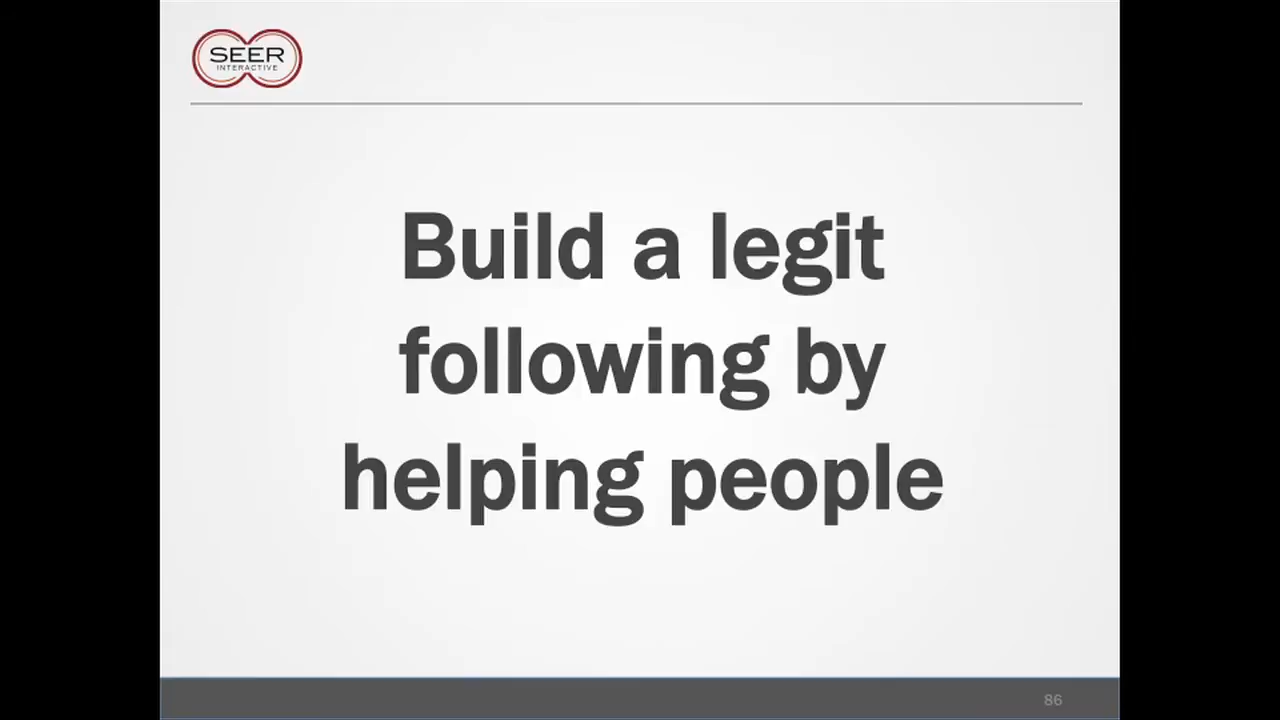 SEER
INTERACTIVE
Build a legit
following by
helping people
86